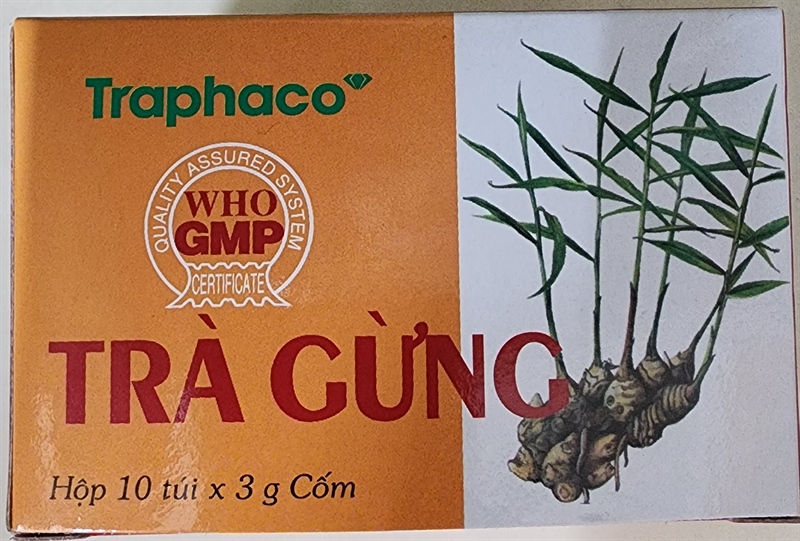 Traphaco
QUALITY ASSURED SYSTEM
WHO
GMP
CERTIFICATE
TRÀ GỪNG
Hộp 10 túi x 3 g Cốm